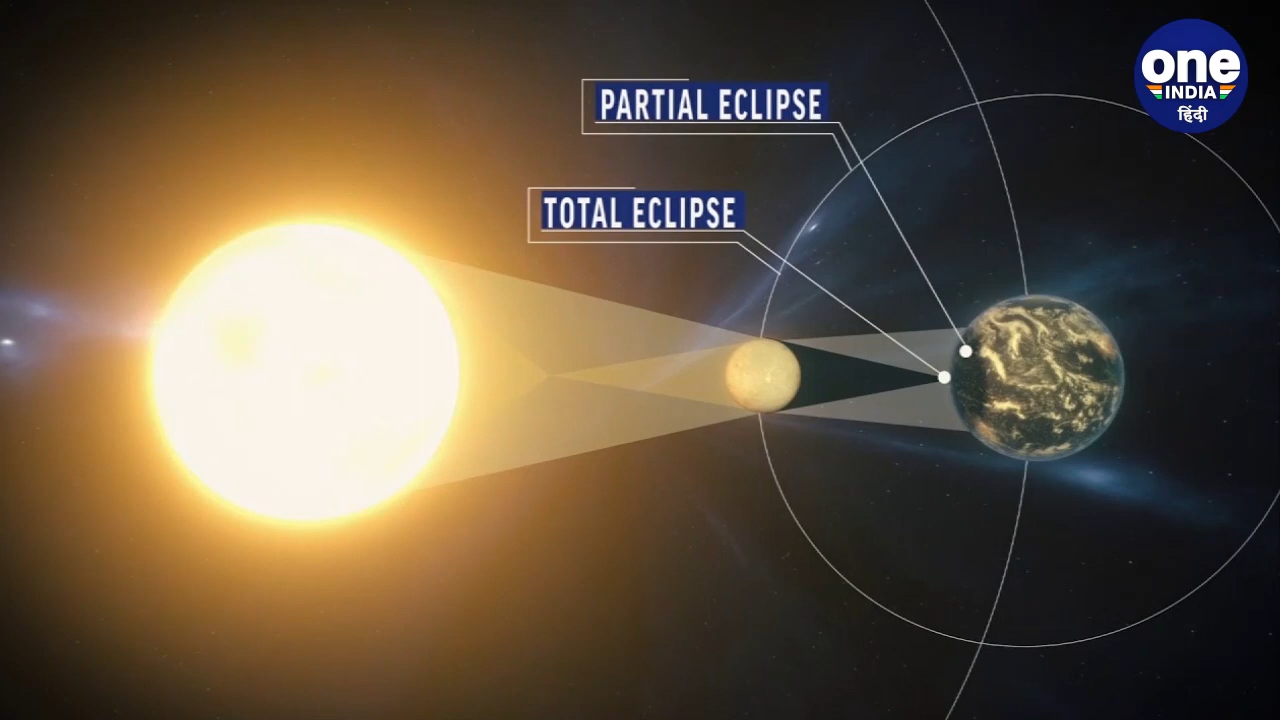 PARTIAL ECLIPSE
TOTAL ECLIPSE
one
INDIA
हिंदी